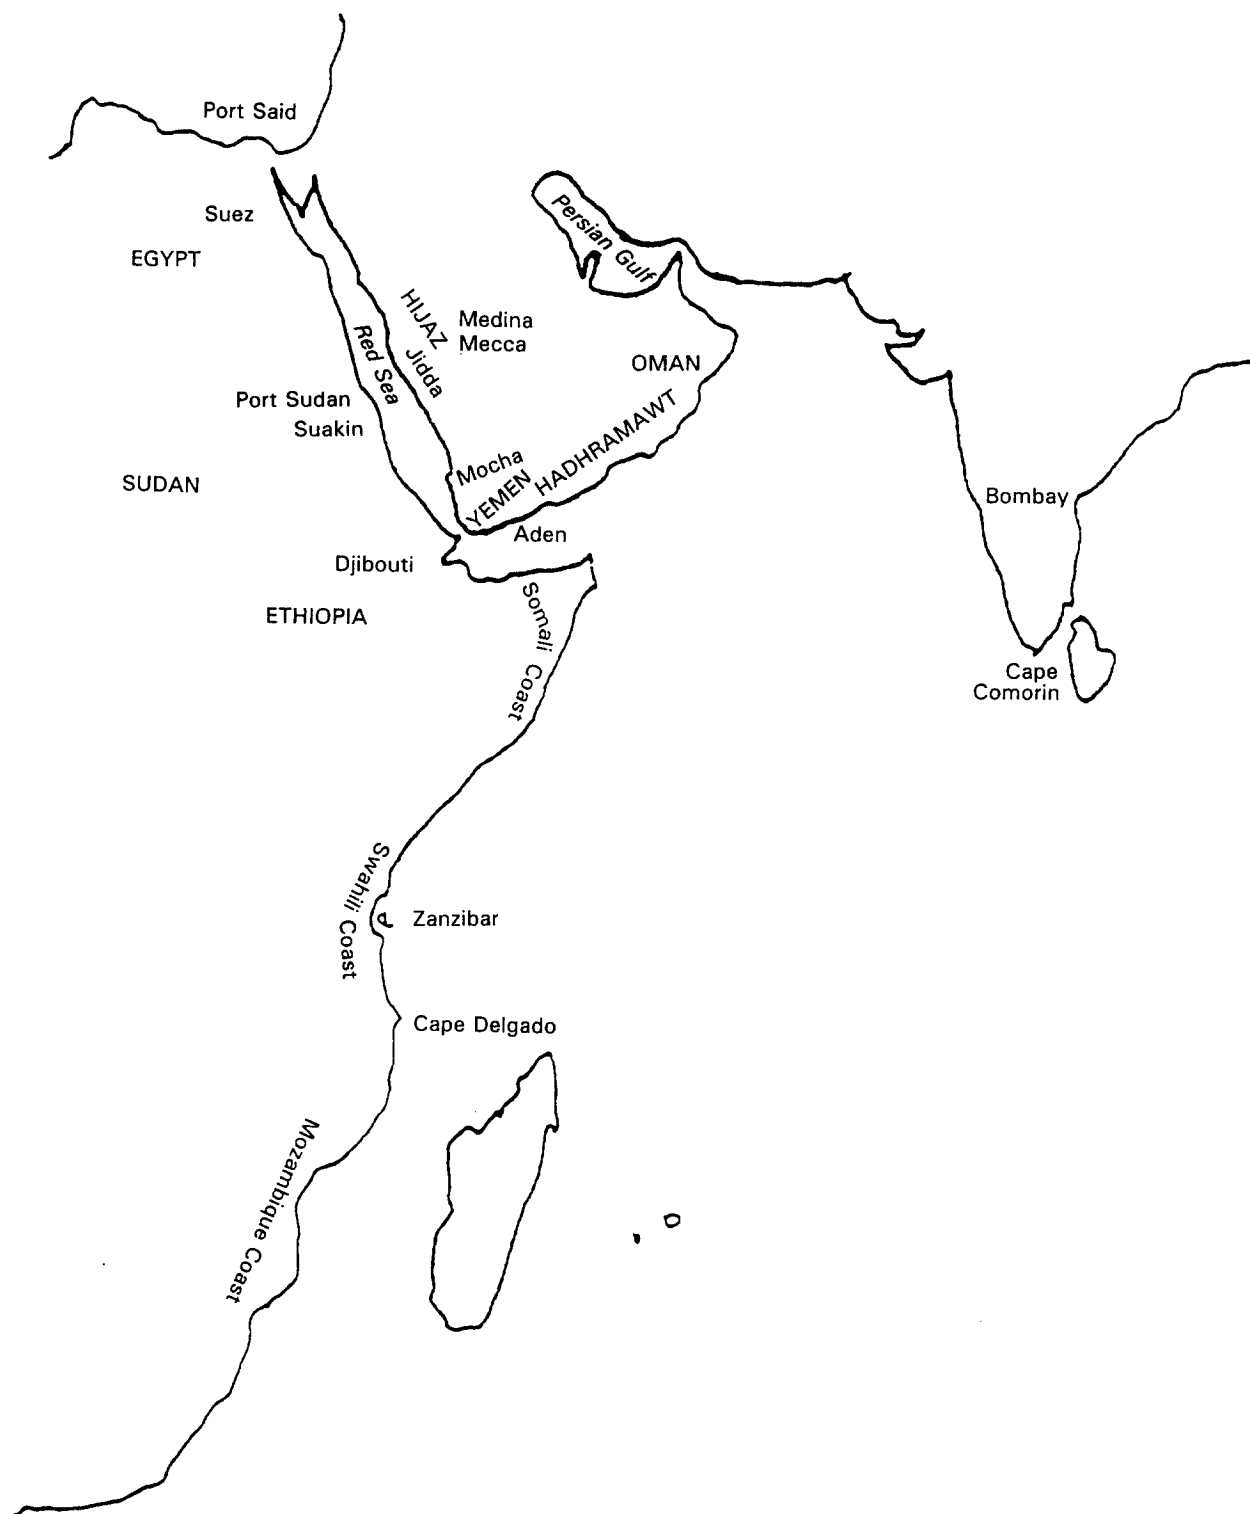 Port Said
Suez
EGYPT
Persian Gulf
HIJAZ
Medina
Mecca
Jidda
Red Sea
OMAN
Port Sudan
Suakin
HADHRAMAWT
Mocha
YEMEN
SUDAN
Bombay
Aden
Djibouti
ETHIOPIA
Somali Coast
Cape
Comorin
Swahili Coast
Zanzibar
Cape Delgado
Mozambique Coast